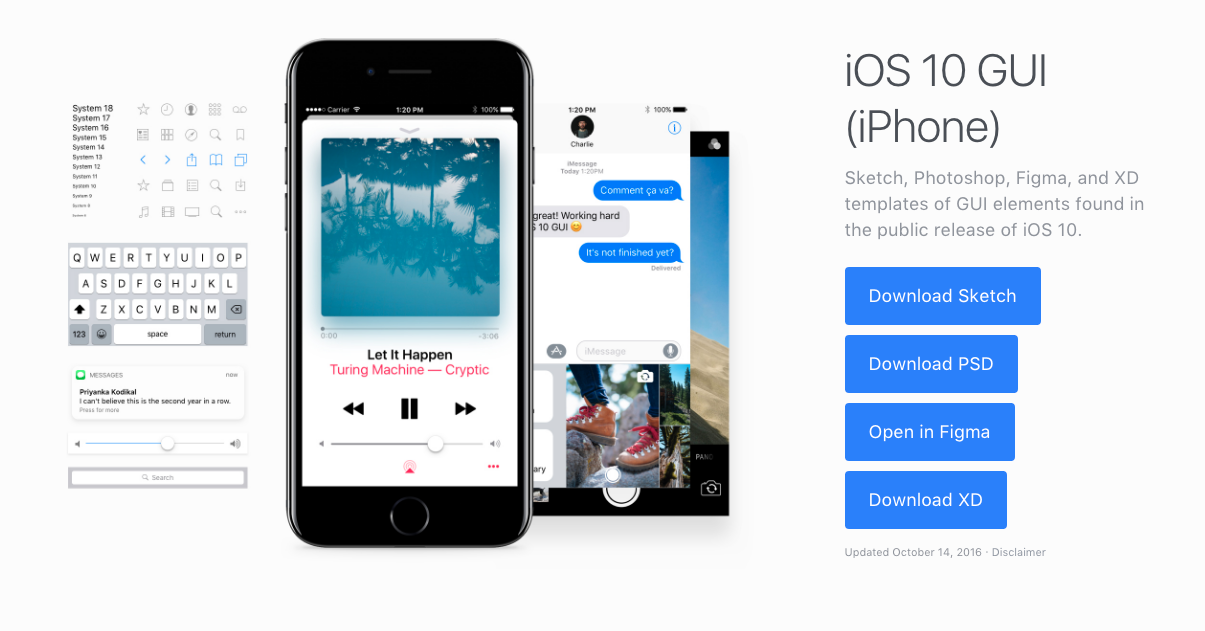 System 18
System 17
System 16
System 15
System 14
System 13
System 12
System 11
System 10
System 9
System 8
Q W E R T Y U I O P
A S D F G H J K L
Z X C V B N M
123 space return
MESSAGES now
Priyanka Kodikal
I can't believe this is the second year in a row.
Press for more
Search
Carrier 1:20 PM 100%
0:00 -3:06
Let It Happen
Turing Machine — Cryptic
1:20 PM 100%
Charlie
iMessage
Today 1:20PM
Comment ça va?
great! Working hard
10 GUI 😊
It's not finished yet?
Delivered
iMessage
ary
PANO
iOS 10 GUI
(iPhone)
Sketch, Photoshop, Figma, and XD
templates of GUI elements found in
the public release of iOS 10.
Download Sketch
Download PSD
Open in Figma
Download XD
Updated October 14, 2016 · Disclaimer